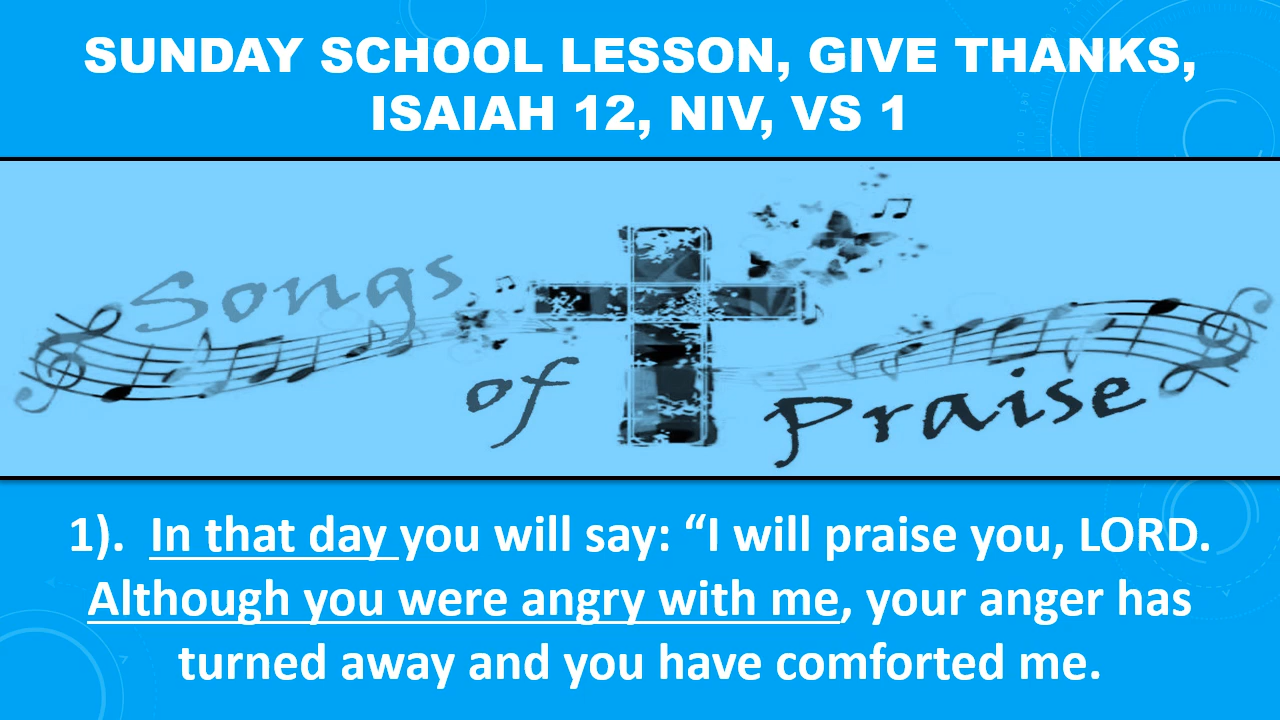 SUNDAY SCHOOL LESSON, GIVE THANKS,
ISAIAH 12, NIV, VS 1
Songs
of
Praise
1). In that day you will say: “I will praise you, LORD.
Although you were angry with me, your anger has
turned away and you have comforted me.